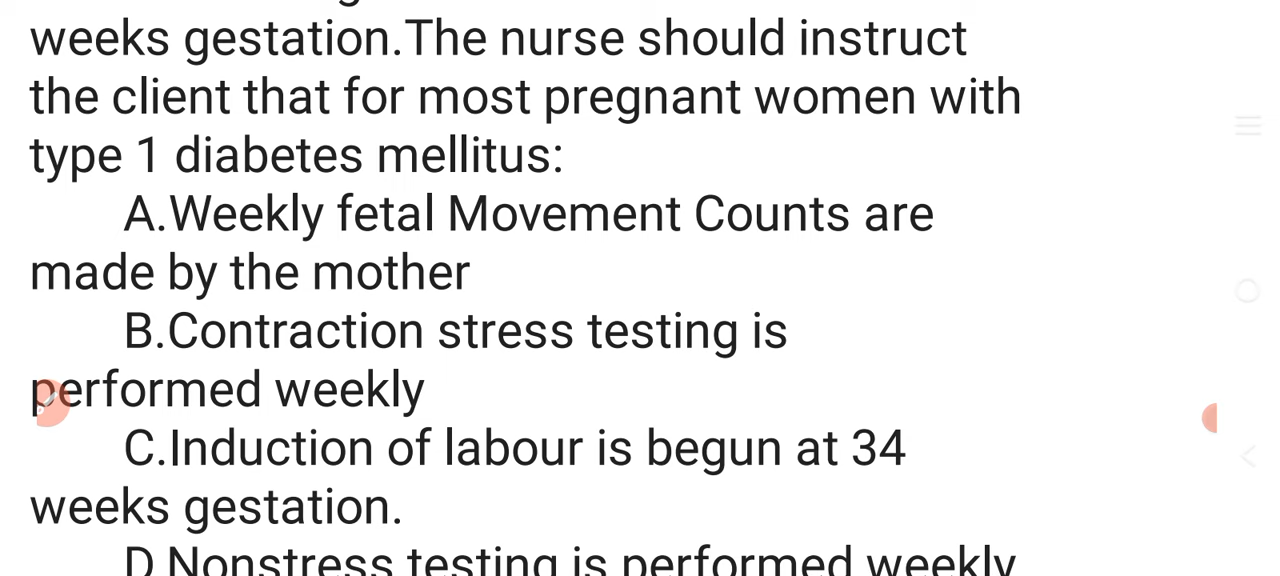 weeks gestation.The nurse should instruct
the client that for most pregnant women with
type 1 diabetes mellitus:
A.Weekly fetal Movement Counts are
made by the mother
B.Contraction stress testing is
performed weekly
C.Induction of labour is begun at 34
weeks gestation.
D.Nonstress testing is performed weekly